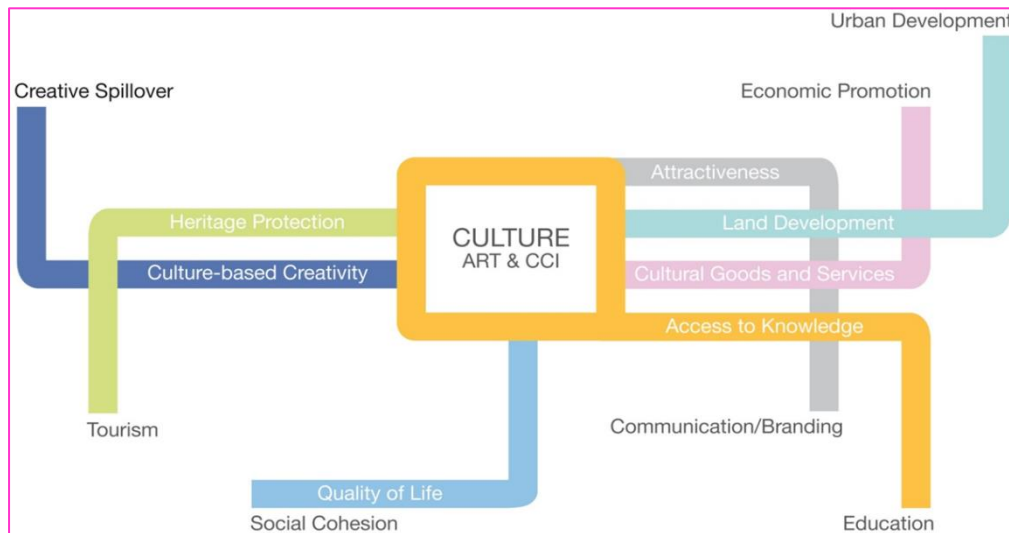 Urban Development
Creative Spillover
Economic Promotion
Attractiveness
Heritage Protection
Land Development
CULTURE
ART & CCI
Culture-based Creativity
Cultural Goods and Services
Access to Knowledge
Tourism
Communication/Branding
Quality of Life
Social Cohesion
Education